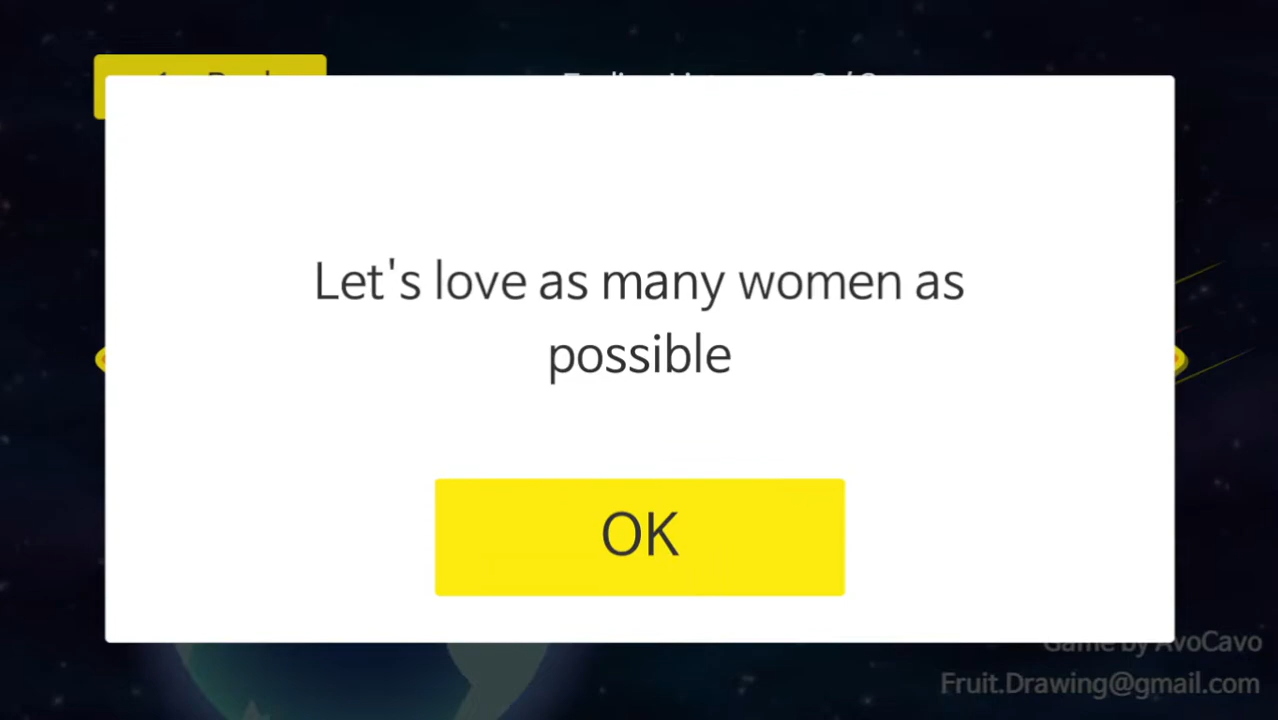 Let's love as many women as
possible
OK
Game by AvoCavo
Fruit.Drawing@gmail.com